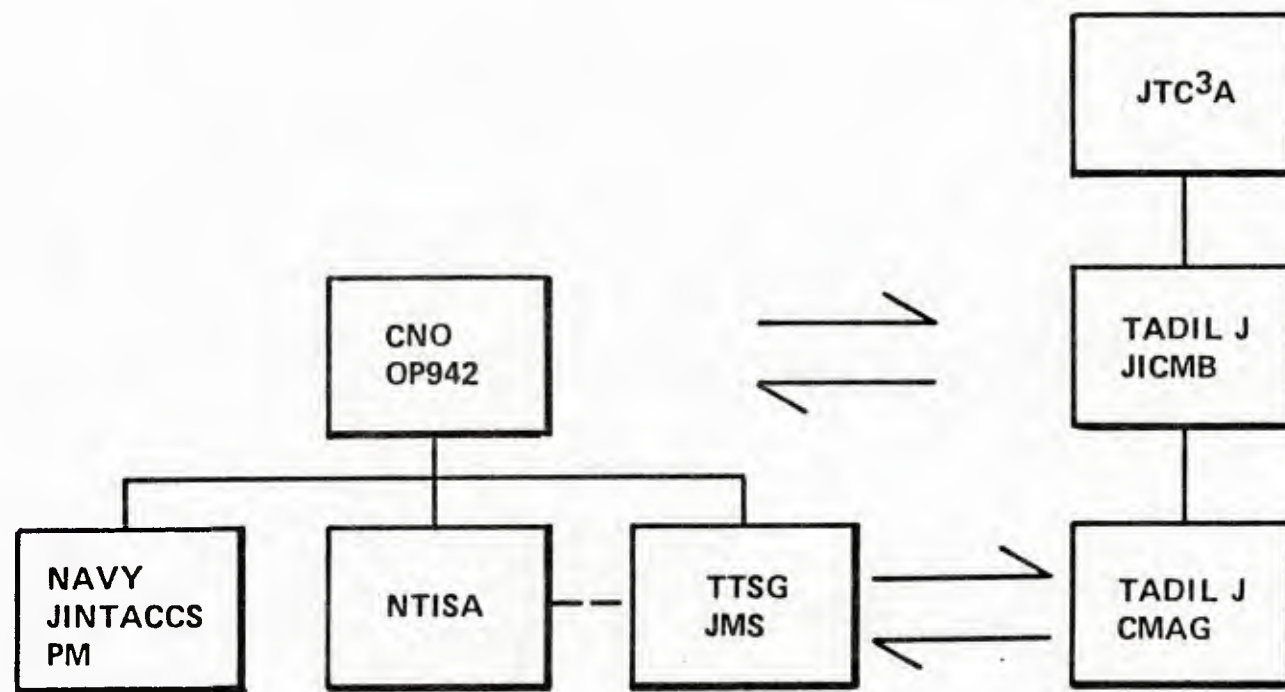 JTC³A
CNO
OP942
TADIL J
JICMB
NAVY
JINTACCS
PM
NTISA
TTSG
JMS
TADIL J
CMAG